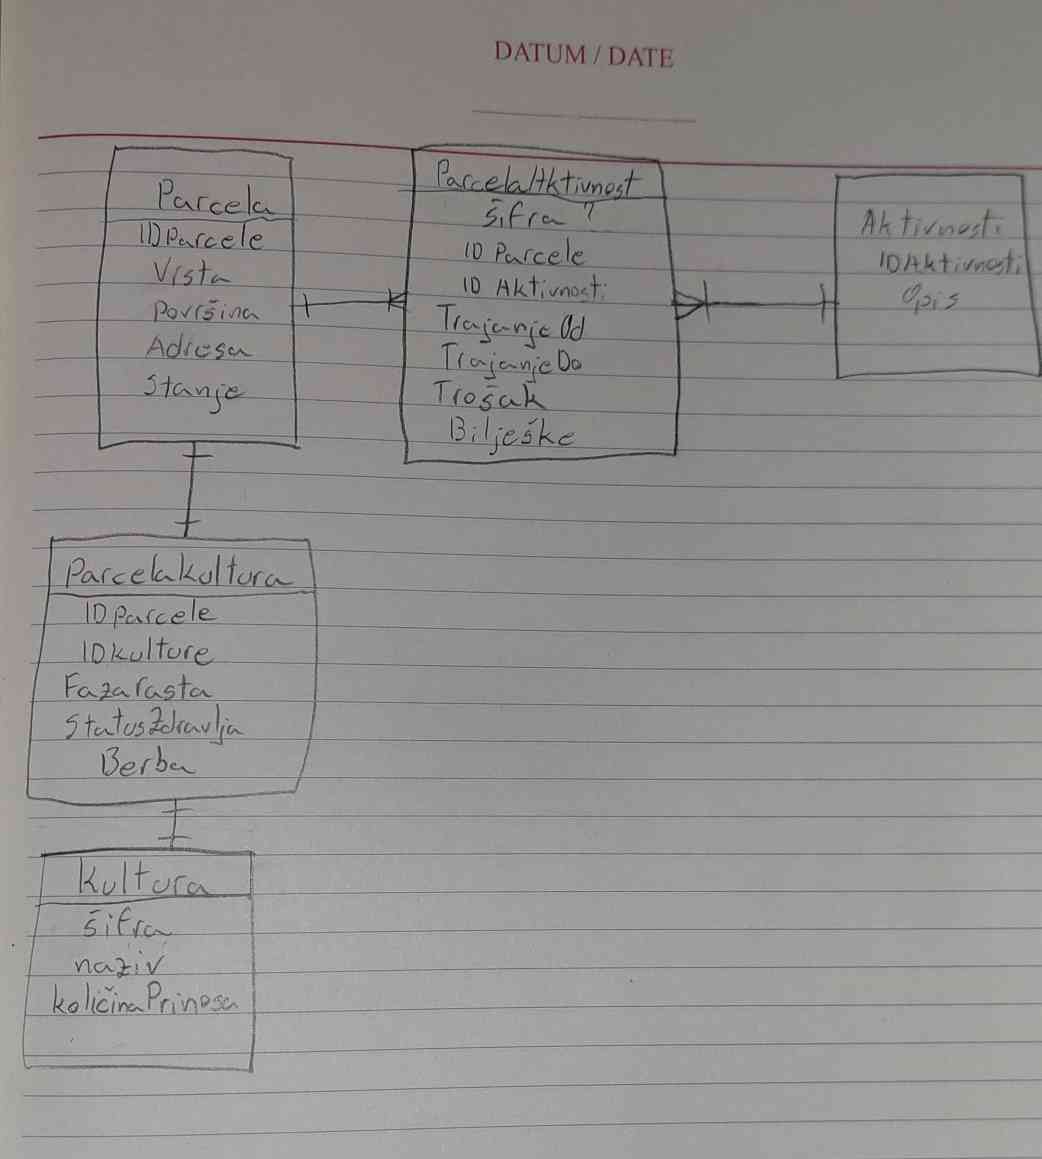 DATUM / DATE
Parcela
IDParcele
Vrsta
Površina
Adresa
Stanje
ParcelaAktivnost
Šifra ?
ID Parcele
ID Aktivnosti
TrajanjeOd
TrajanjeDo
Trošak
Bilješke
Aktivnosti
IDAktivnosti
Opis
ParcelaKultura
IDParcele
IDKulture
FazaRasta
StatusZdravlja
Berba
Kultura
šifra
naziv
količinaPrinosa